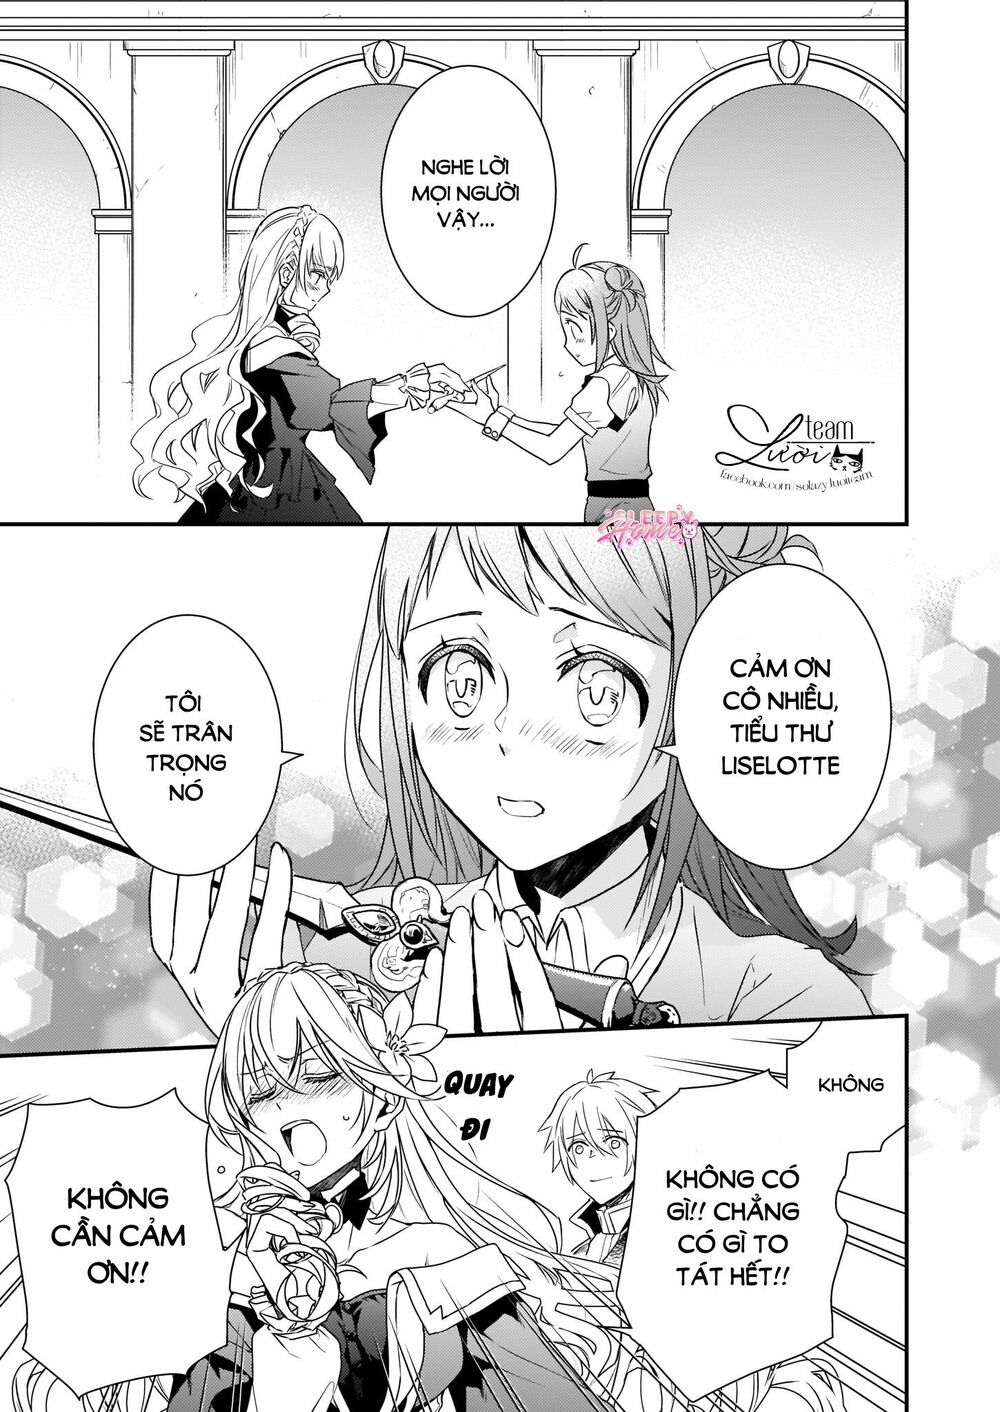 NGHE LỜI
MỌI NGƯỜI
VẬY...
team
Lười
facebook.com/solazy.luoiteam
SLEEPY
Home
CẢM ƠN
CÔ NHIỀU,
TIỂU THƯ
LISELOTTE
TÔI
SẼ TRÂN
TRỌNG
NÓ
KHÔNG
KHÔNG CÓ
GÌ!! CHẲNG
CÓ GÌ TO
TÁT HẾT!!
QUAY
ĐI
KHÔNG
CẦN CẢM
ƠN!!